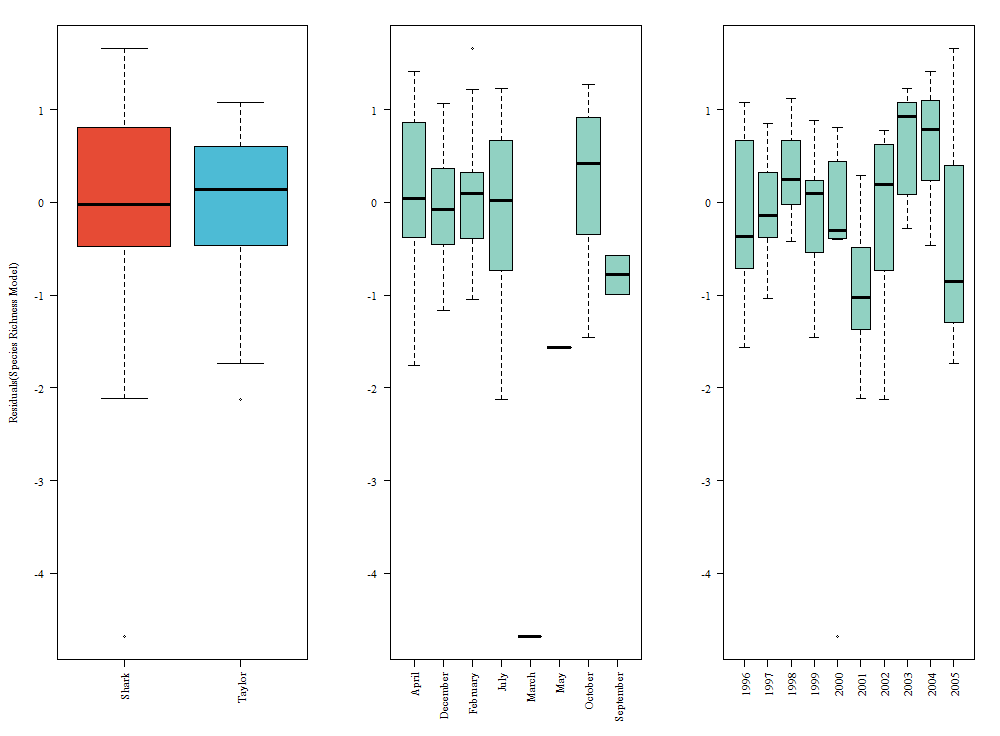 Residuals(Species Richness Model)
1
0
-1
-2
-3
-4
Shark
Taylor
1
0
-1
-2
-3
-4
April
December
February
July
March
May
October
September
1
0
-1
-2
-3
-4
1996
1997
1998
1999
2000
2001
2002
2003
2004
2005